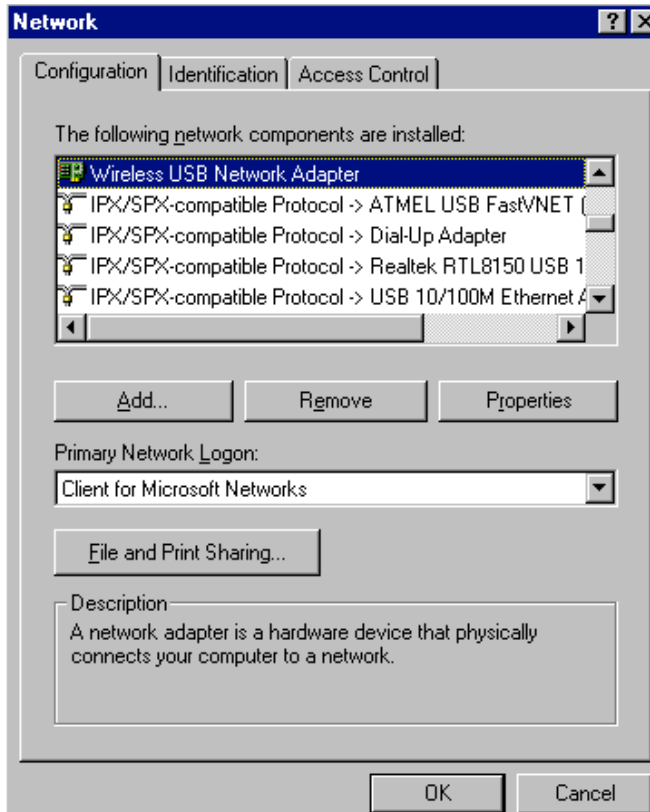 Network
Configuration Identification Access Control
The following network components are installed:
Wireless USB Network Adapter
IPX/SPX-compatible Protocol -> ATMEL USB FastVNET (
IPX/SPX-compatible Protocol -> Dial-Up Adapter
IPX/SPX-compatible Protocol -> Realtek RTL8150 USB 1
IPX/SPX-compatible Protocol -> USB 10/100M Ethernet A
Add... Remove Properties
Primary Network Logon:
Client for Microsoft Networks
File and Print Sharing...
Description
A network adapter is a hardware device that physically
connects your computer to a network.
OK Cancel